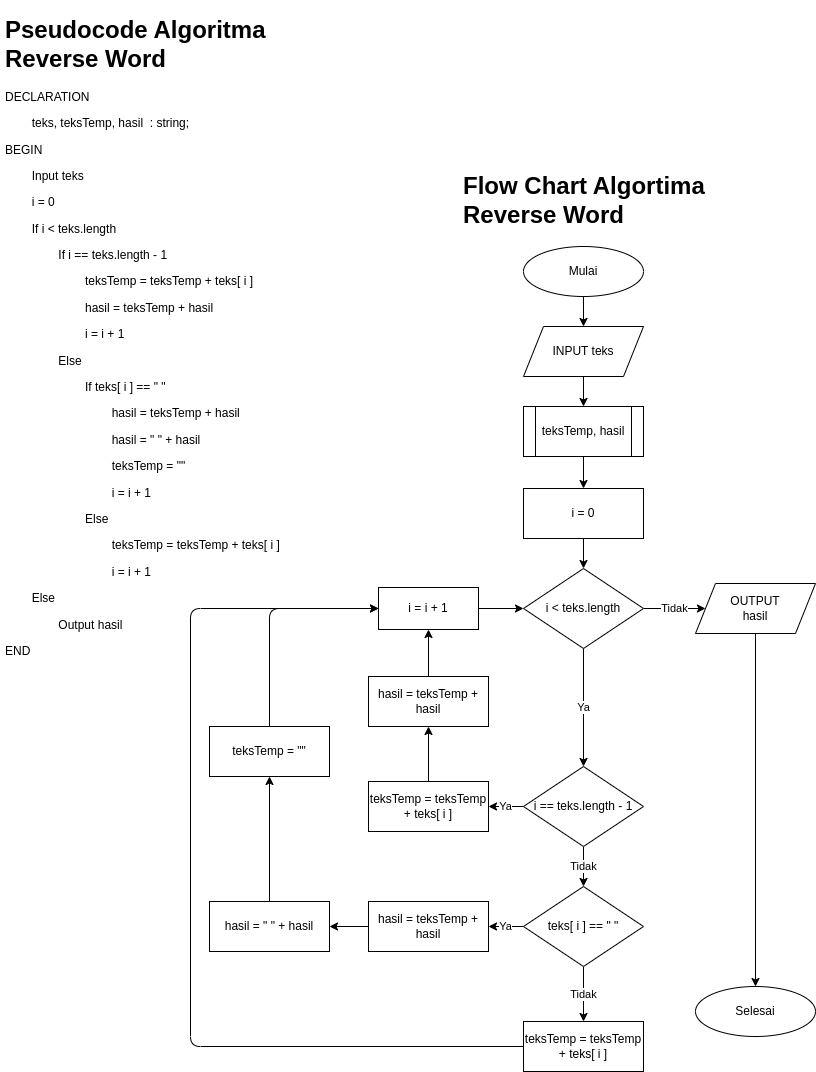 Pseudocode Algoritma
Reverse Word
DECLARATION
teks, teksTemp, hasil : string;
BEGIN
Input teks
i = 0
If i < teks.length
If i == teks.length - 1
teksTemp = teksTemp + teks[ i ]
hasil = teksTemp + hasil
i = i + 1
Else
If teks[ i ] == " "
hasil = teksTemp + hasil
hasil = " " + hasil
teksTemp = ""
i = i + 1
Else
teksTemp = teksTemp + teks[ i ]
i = i + 1
Else
Output hasil
END
Flow Chart Algortima
Reverse Word
Mulai
INPUT teks
teksTemp, hasil
i = 0
i = i + 1
i < teks.length
Tidak
OUTPUT
hasil
hasil = teksTemp +
hasil
Ya
teksTemp = ""
teksTemp = teksTemp
+ teks[ i ]
Ya
i == teks.length - 1
Tidak
hasil = " " + hasil
hasil = teksTemp +
hasil
Ya
teks[ i ] == " "
Tidak
Selesai
teksTemp = teksTemp
+ teks[ i ]